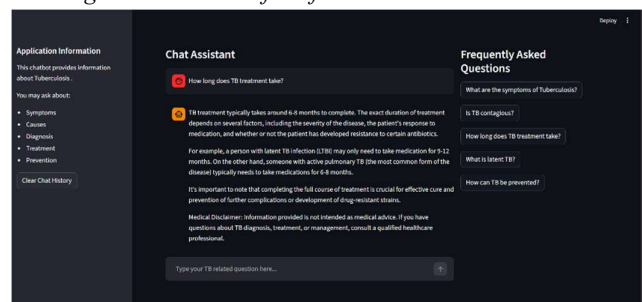 Deploy
Application Information
This chatbot provides information
about Tuberculosis .
You may ask about:
• Symptoms
• Causes
• Diagnosis
• Treatment
• Prevention
Clear Chat History
Chat Assistant
How long does TB treatment take?
TB treatment typically takes around 6-8 months to complete. The exact duration of treatment
depends on several factors, including the severity of the disease, the patient's response to
medication, and whether or not the patient has developed resistance to certain antibiotics.
For example, a person with latent TB infection (LTBI) may only need to take medication for 9-12
months. On the other hand, someone with active pulmonary TB (the most common form of the
disease) typically needs to take medications for 6-8 months.
It's important to note that completing the full course of treatment is crucial for effective cure and
prevention of further complications or development of drug-resistant strains.
Medical Disclaimer: Information provided is not intended as medical advice. If you have
questions about TB diagnosis, treatment, or management, consult a qualified healthcare
professional.
Type your TB related question here...
Frequently Asked
Questions
What are the symptoms of Tuberculosis?
Is TB contagious?
How long does TB treatment take?
What is latent TB?
How can TB be prevented?